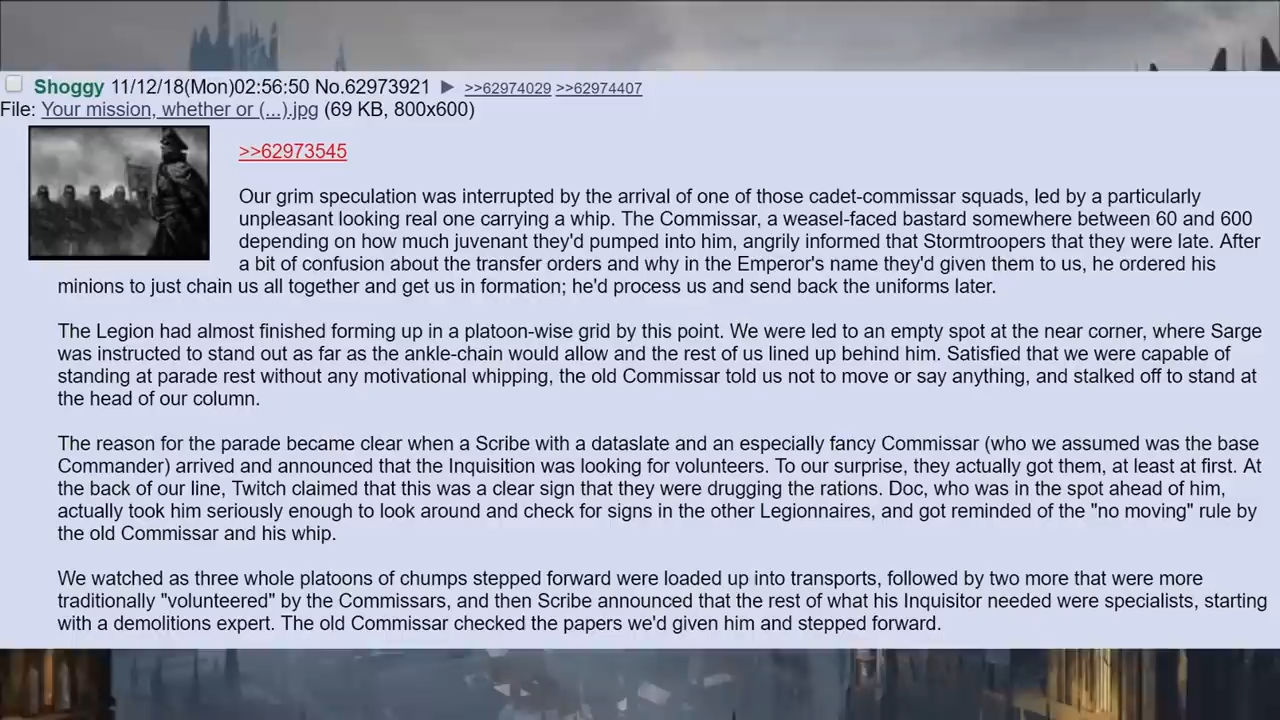 Shoggy 11/12/18(Mon)02:56:50 No.62973921 ▶ >>62974029 >>62974407
File: Your mission, whether or (...).jpg (69 KB, 800x600)
>>62973545
Our grim speculation was interrupted by the arrival of one of those cadet-commissar squads, led by a particularly
unpleasant looking real one carrying a whip. The Commissar, a weasel-faced bastard somewhere between 60 and 600
depending on how much juvenant they'd pumped into him, angrily informed that Stormtroopers that they were late. After
a bit of confusion about the transfer orders and why in the Emperor's name they'd given them to us, he ordered his
minions to just chain us all together and get us in formation; he'd process us and send back the uniforms later.
The Legion had almost finished forming up in a platoon-wise grid by this point. We were led to an empty spot at the near corner, where Sarge
was instructed to stand out as far as the ankle-chain would allow and the rest of us lined up behind him. Satisfied that we were capable of
standing at parade rest without any motivational whipping, the old Commissar told us not to move or say anything, and stalked off to stand at
the head of our column.
The reason for the parade became clear when a Scribe with a dataslate and an especially fancy Commissar (who we assumed was the base
Commander) arrived and announced that the Inquisition was looking for volunteers. To our surprise, they actually got them, at least at first. At
the back of our line, Twitch claimed that this was a clear sign that they were drugging the rations. Doc, who was in the spot ahead of him,
actually took him seriously enough to look around and check for signs in the other Legionnaires, and got reminded of the "no moving" rule by
the old Commissar and his whip.
We watched as three whole platoons of chumps stepped forward were loaded up into transports, followed by two more that were more
traditionally "volunteered" by the Commissars, and then Scribe announced that the rest of what his Inquisitor needed were specialists, starting
with a demolitions expert. The old Commissar checked the papers we'd given him and stepped forward.